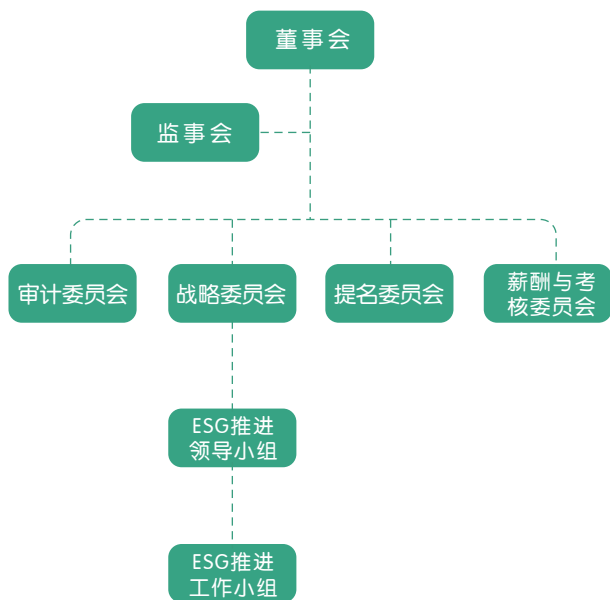 董事会
监事会
审计委员会
战略委员会
提名委员会
薪酬与考
核委员会
ESG推进
领导小组
ESG推进
工作小组